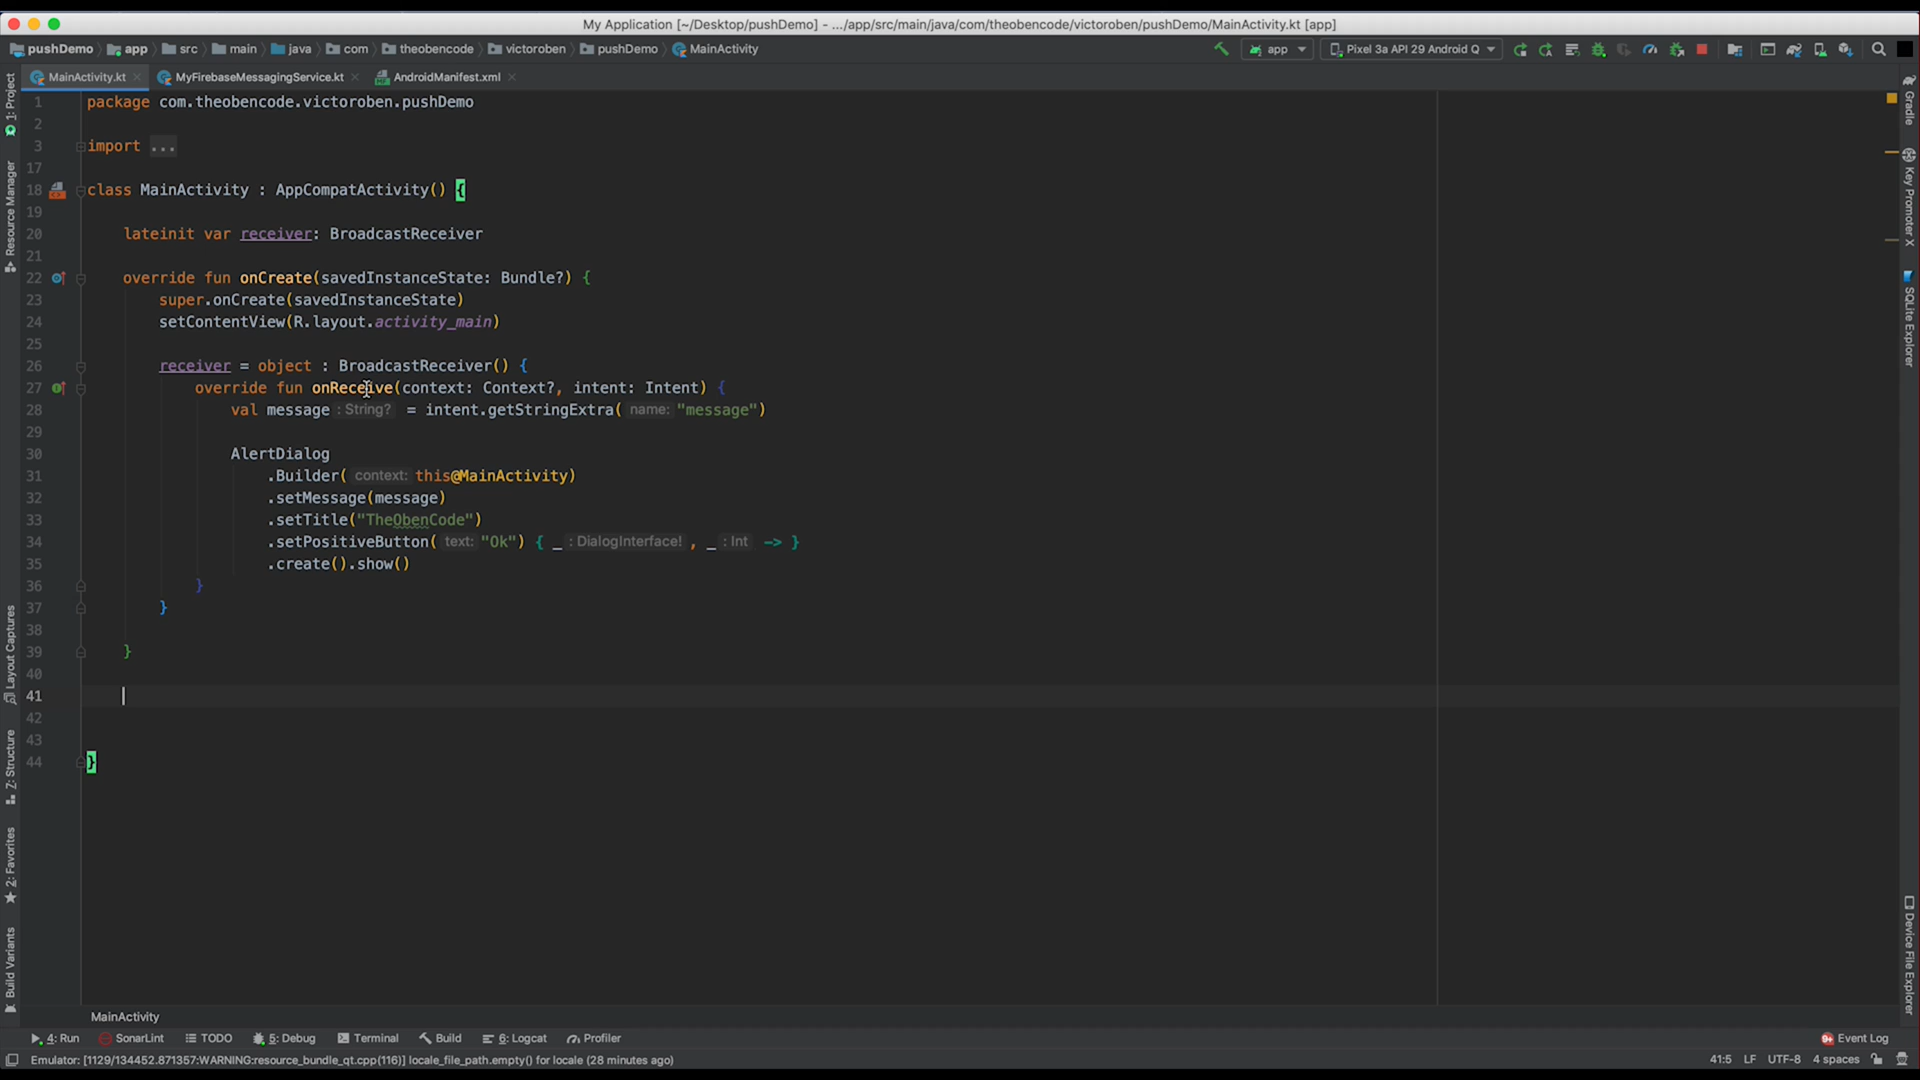 My Application [~/Desktop/pushDemo] - .../app/src/main/java/com/theobencode/victoroben/pushDemo/MainActivity.kt [app]
pushDemo app src main java com theobencode victoroben pushDemo MainActivity app Pixel 3a API 29 Android Q
MainActivity.kt MyFirebaseMessagingService.kt AndroidManifest.xml
1 package com.theobencode.victoroben.pushDemo
2
3 import ...
17
18 class MainActivity : AppCompatActivity() {
19
20 lateinit var receiver: BroadcastReceiver
21
22 override fun onCreate(savedInstanceState: Bundle?) {
23 super.onCreate(savedInstanceState)
24 setContentView(R.layout.activity_main)
25
26 receiver = object : BroadcastReceiver() {
27 override fun onReceive(context: Context?, intent: Intent) {
28 val message : String? = intent.getStringExtra( name: "message")
29
30 AlertDialog
31 .Builder( context: this@MainActivity)
32 .setMessage(message)
33 .setTitle("TheObenCode")
34 .setPositiveButton( text: "Ok") { _ : DialogInterface! , _ : Int -> }
35 .create().show()
36 }
37 }
38
39 }
40
41
42
43
44 }
1: Project
Resource Manager
Layout Captures
Z: Structure
2: Favorites
Build Variants
Gradle
Key Promoter X
SQLite Explorer
Device File Explorer
MainActivity
4: Run SonarLint TODO 5: Debug Terminal Build 6: Logcat Profiler 9+ Event Log
Emulator: [1129/134452.871357:WARNING:resource_bundle_qt.cpp(116)] locale_file_path.empty() for locale (28 minutes ago) 41:5 LF UTF-8 4 spaces